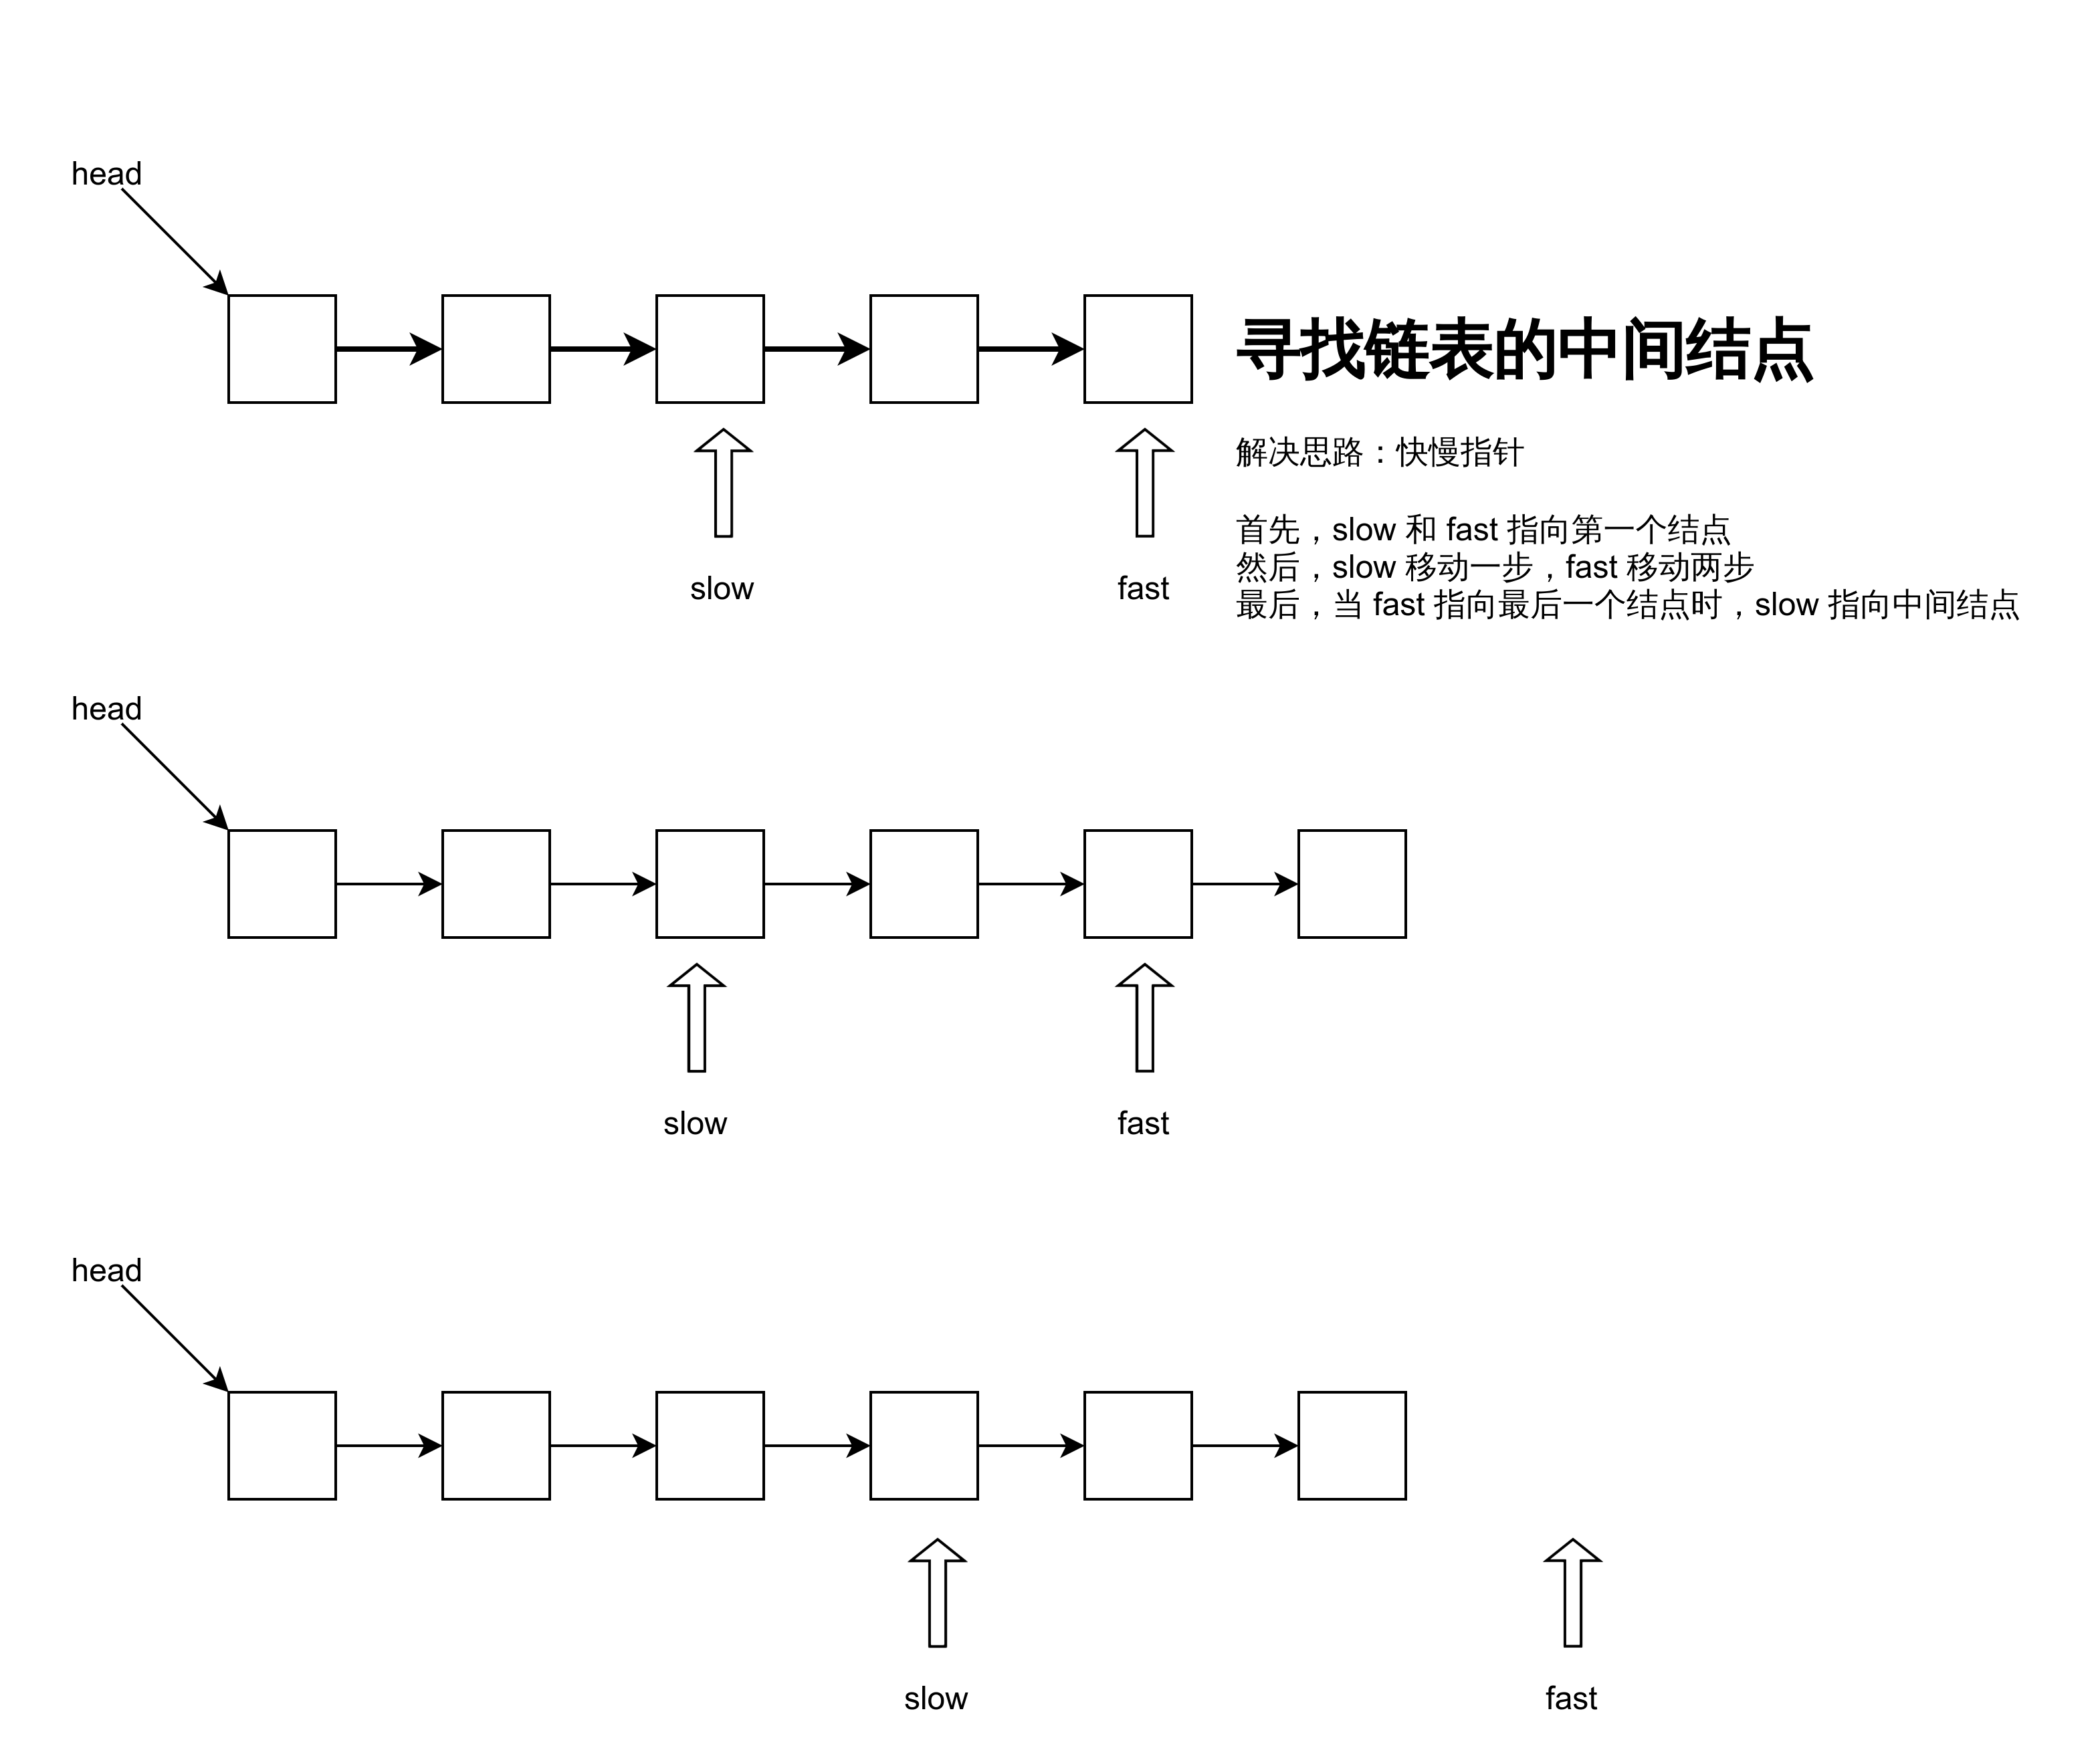 head
寻找链表的中间结点
解决思路：快慢指针
首先，slow 和 fast 指向第一个结点
然后，slow 移动一步，fast 移动两步
最后，当 fast 指向最后一个结点时，slow 指向中间结点
slow
fast
head
slow
fast
head
slow
fast